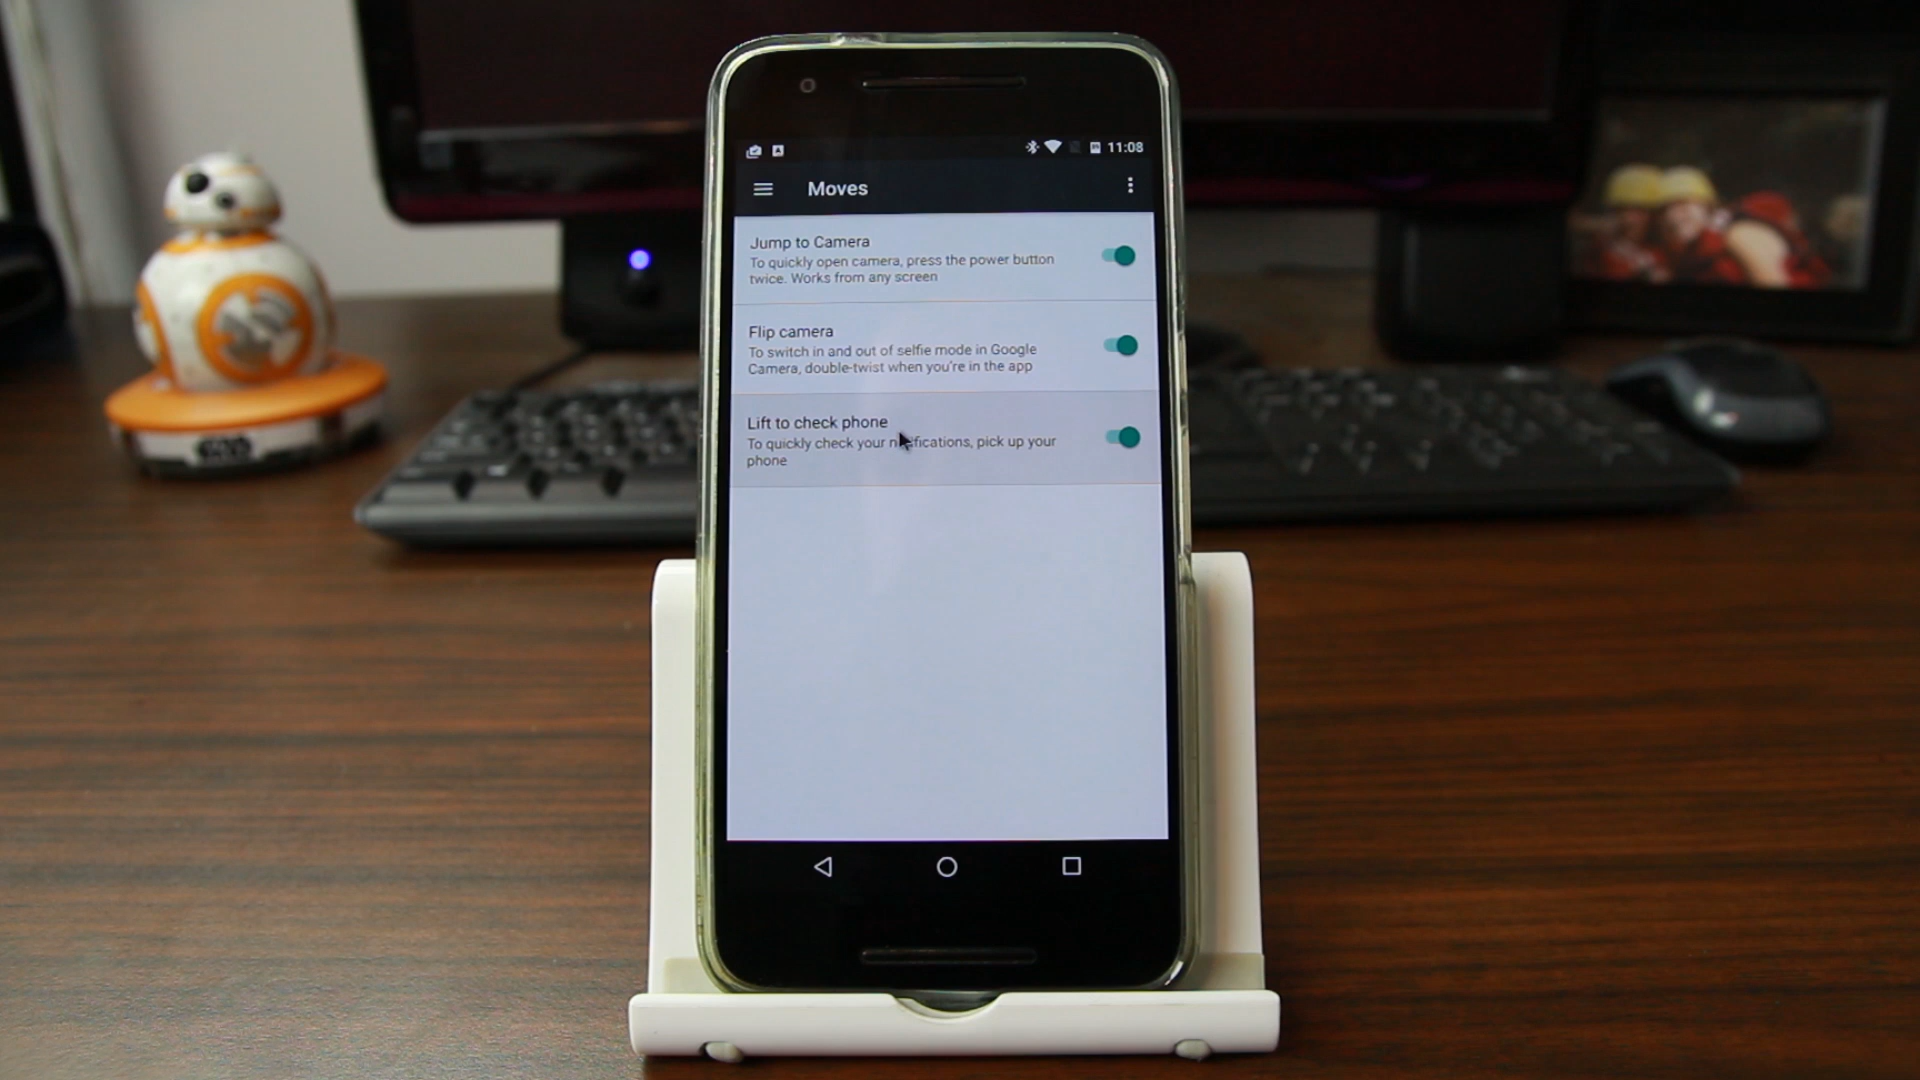 11:08
Moves
Jump to Camera
To quickly open camera, press the power button
twice. Works from any screen
Flip camera
To switch in and out of selfie mode in Google
Camera, double-twist when you're in the app
Lift to check phone
To quickly check your notifications, pick up your
phone